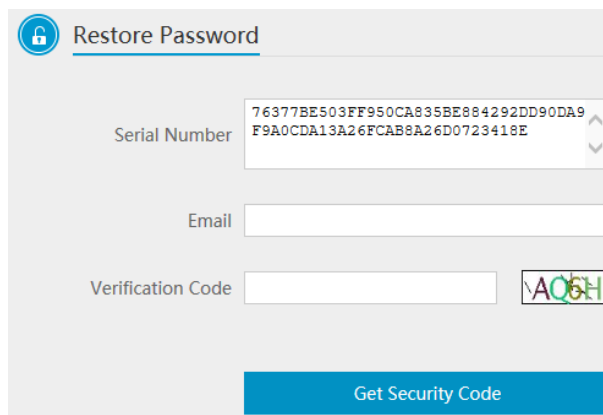 Restore Password
Serial Number
76377BE503FF950CA835BE884292DD90DA9
F9A0CDA13A26FCAB8A26D0723418E
Email
Verification Code
Get Security Code